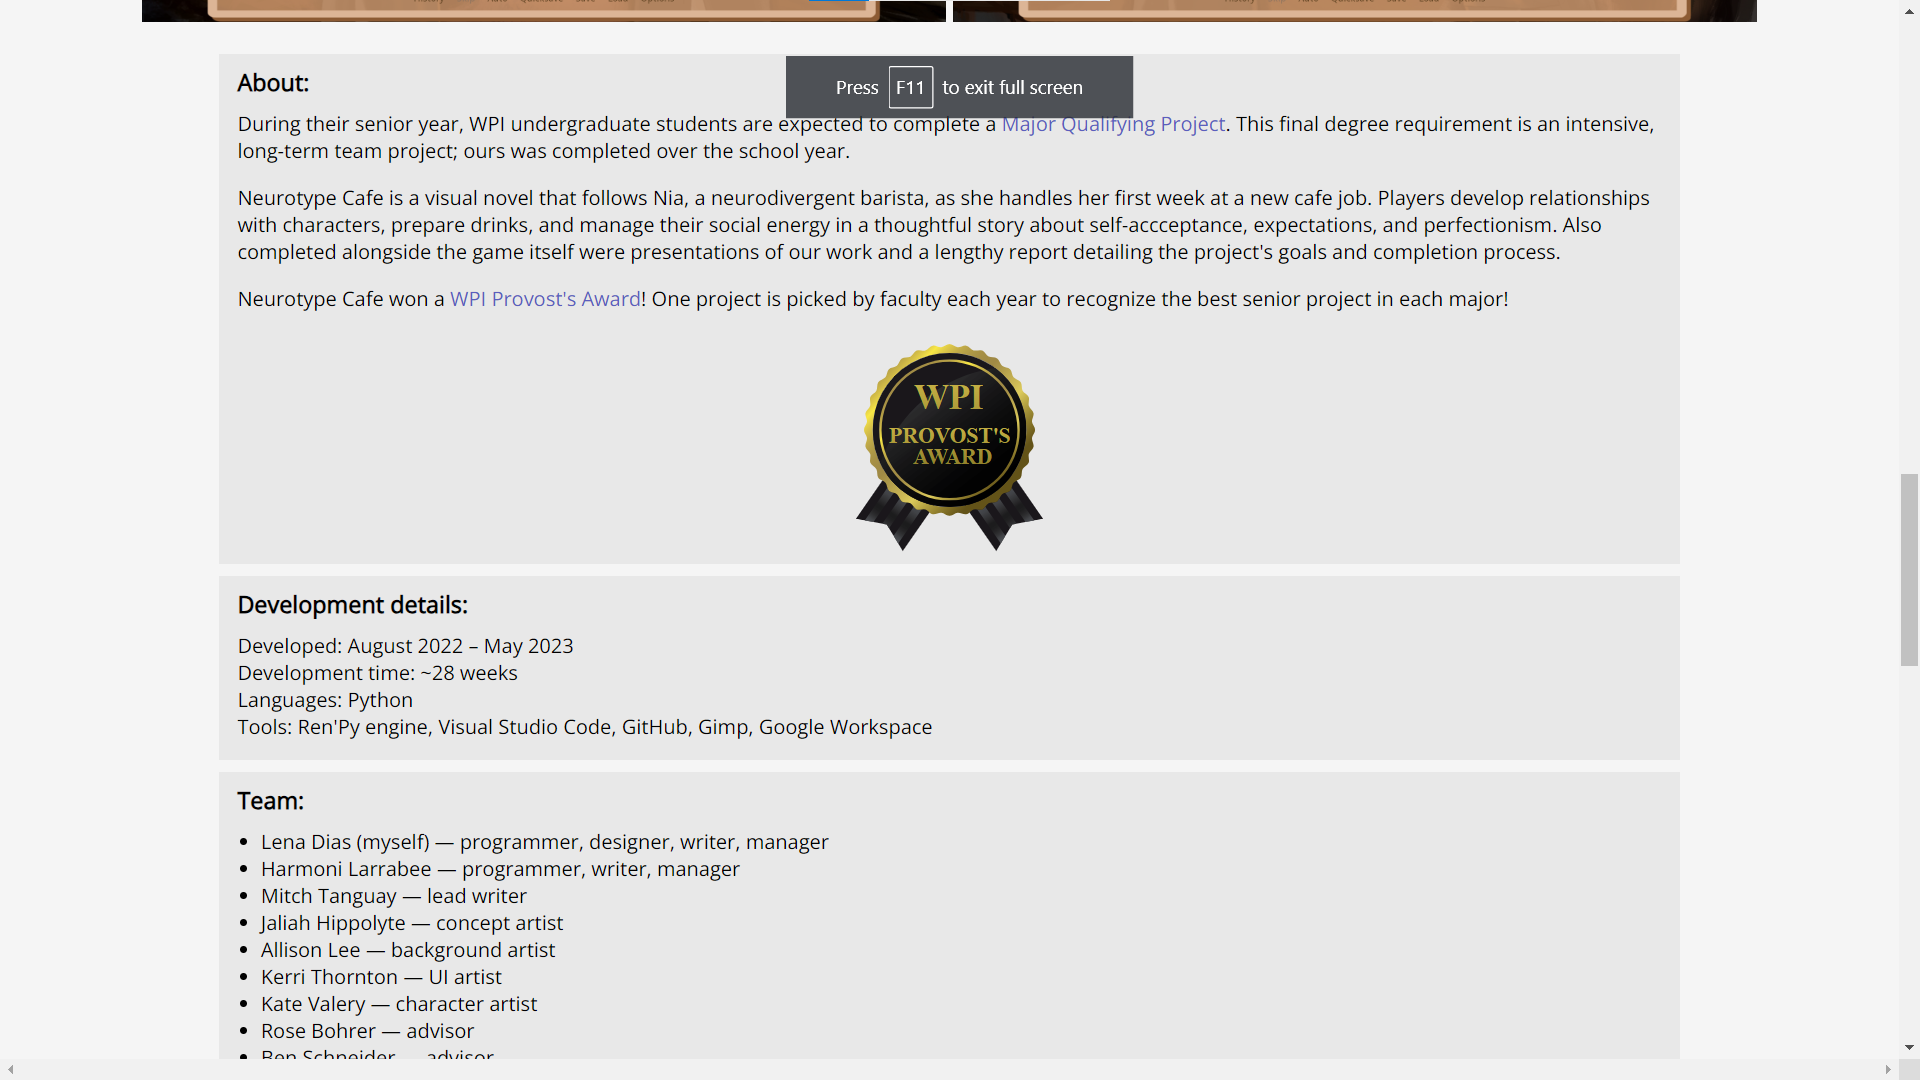 About:
Press F11 to exit full screen
During their senior year, WPI undergraduate students are expected to complete a Major Qualifying Project. This final degree requirement is an intensive,
long-term team project; ours was completed over the school year.
Neurotype Cafe is a visual novel that follows Nia, a neurodivergent barista, as she handles her first week at a new cafe job. Players develop relationships
with characters, prepare drinks, and manage their social energy in a thoughtful story about self-accceptance, expectations, and perfectionism. Also
completed alongside the game itself were presentations of our work and a lengthy report detailing the project's goals and completion process.
Neurotype Cafe won a WPI Provost's Award! One project is picked by faculty each year to recognize the best senior project in each major!
WPI
PROVOST'S
AWARD
Development details:
Developed: August 2022 – May 2023
Development time: ~28 weeks
Languages: Python
Tools: Ren'Py engine, Visual Studio Code, GitHub, Gimp, Google Workspace
Team:
• Lena Dias (myself) — programmer, designer, writer, manager
• Harmoni Larrabee — programmer, writer, manager
• Mitch Tanguay — lead writer
• Jaliah Hippolyte — concept artist
• Allison Lee — background artist
• Kerri Thornton — UI artist
• Kate Valery — character artist
• Rose Bohrer — advisor
• Ben Schneider — advisor